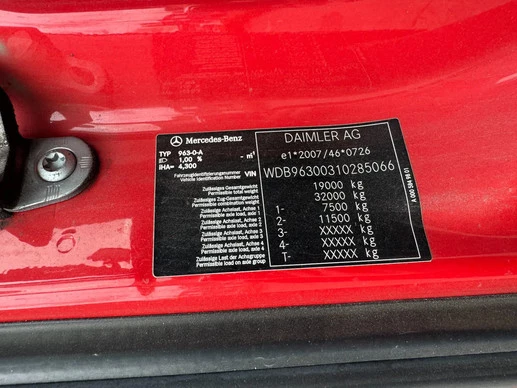 Mercedes-Benz
TYP 963-0-A
1,00 % - m¹
iHA= 4,300
Fahrzeugidentifizierungsnummer
Vehicle Identification Number VIN
DAIMLER AG
e1*2007/46*0726
WDB96300310285066
Zulässiges Gesamtgewicht
Permissible weight 19000 kg
Zulässiges Zug-Gesamtgewicht
Permissible combination weight 32000 kg
Zulässige Achslast, Achse 1
Permissible axle load, axle 1 1- 7500 kg
Zulässige Achslast, Achse 2
Permissible axle load, axle 2 2- 11500 kg
Zulässige Achslast, Achse 3
Permissible axle load, axle 3 3- XXXXX kg
Zulässige Achslast, Achse 4
Permissible axle load, axle 4 4- XXXXX kg
Zulässige Last der Achsgruppe
Permissible load on axle group T- XXXXX kg